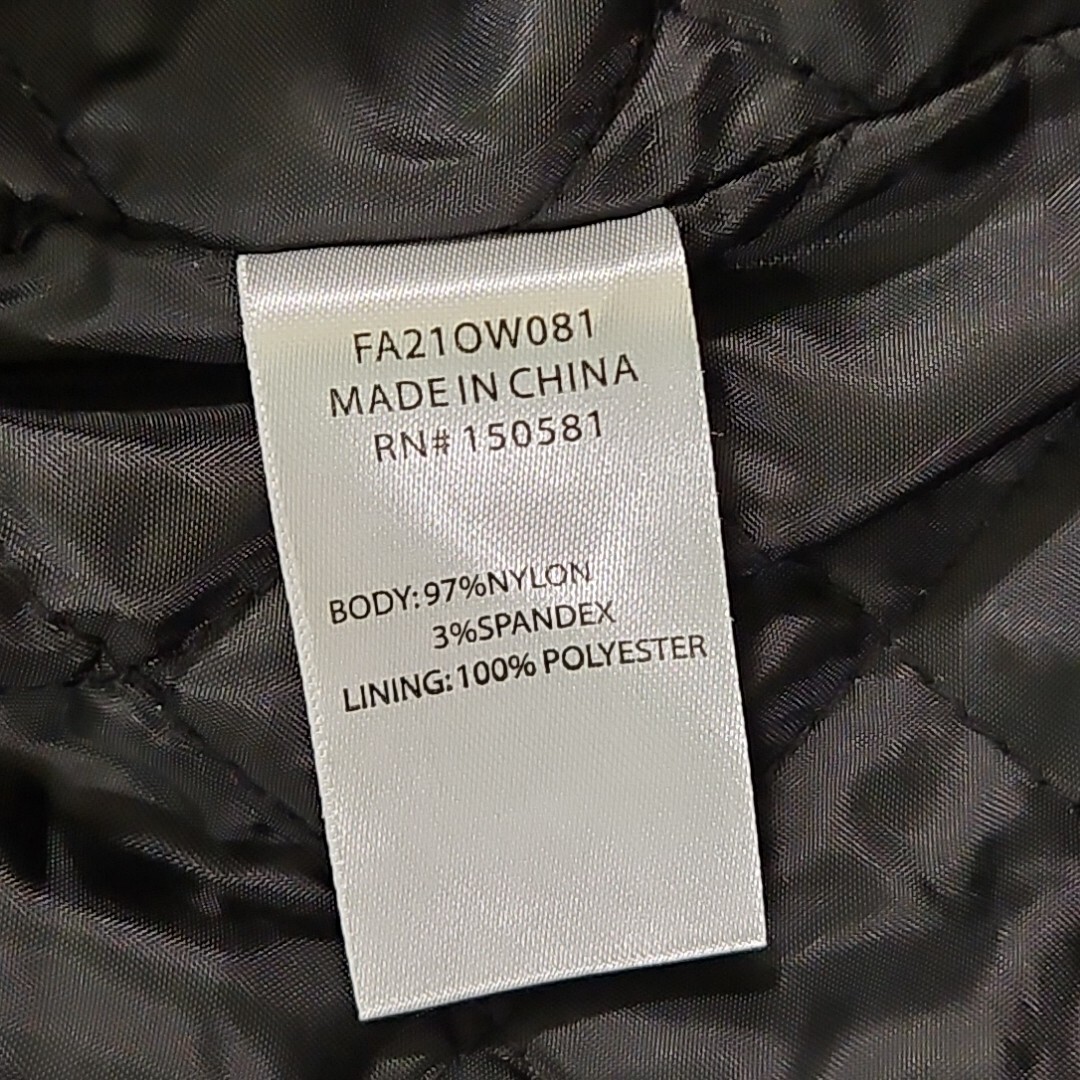 FA21OW081
MADE IN CHINA
RN# 150581
BODY: 97%NYLON
3%SPANDEX
LINING: 100% POLYESTER